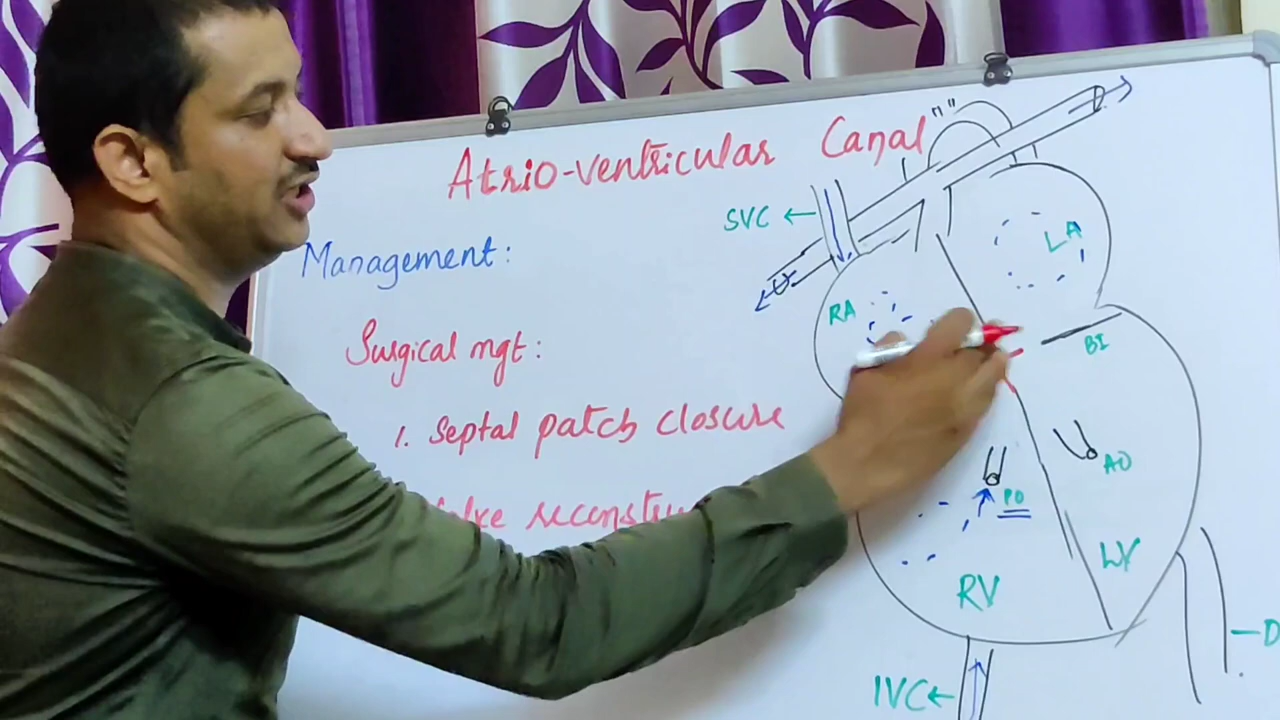 Atrio-ventricular Canal
Management:
Surgical mgt:
1. Septal patch closure
SVC
RA
LA
BI
AO
PO
RV
LV
IVC
D